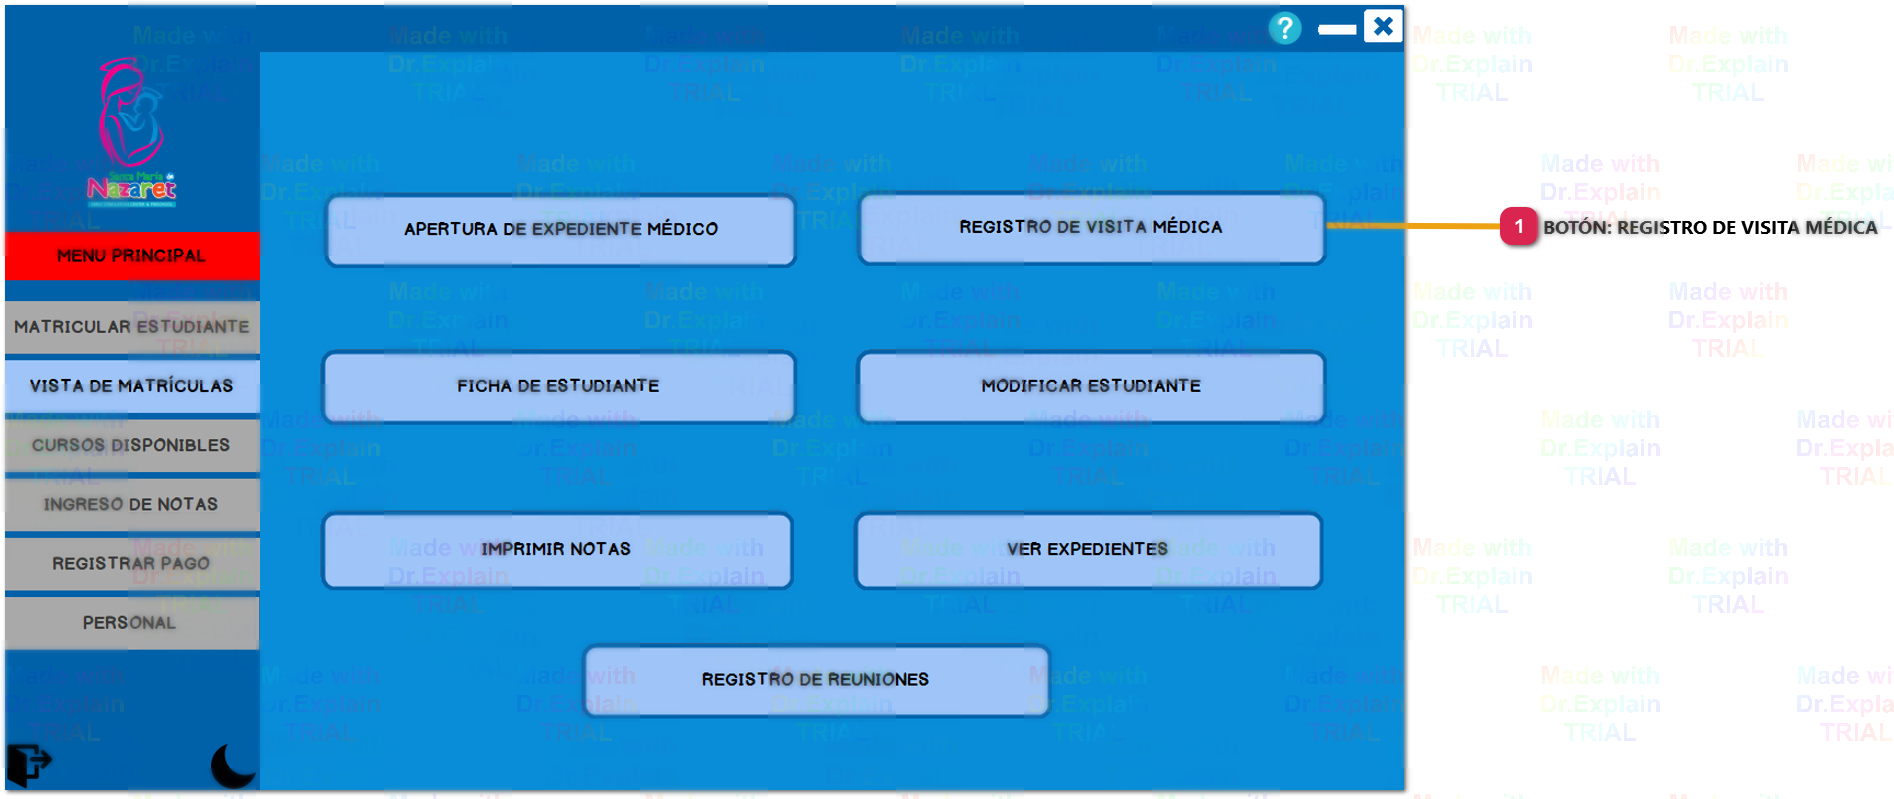 ?
Santa María de
Nazaret
MENU PRINCIPAL
MATRICULAR ESTUDIANTE
VISTA DE MATRÍCULAS
CURSOS DISPONIBLES
INGRESO DE NOTAS
REGISTRAR PAGO
PERSONAL
APERTURA DE EXPEDIENTE MÉDICO
REGISTRO DE VISITA MÉDICA
FICHA DE ESTUDIANTE
MODIFICAR ESTUDIANTE
IMPRIMIR NOTAS
VER EXPEDIENTES
REGISTRO DE REUNIONES
1 BOTÓN: REGISTRO DE VISITA MÉDICA
Made with
Dr.Explain
TRIAL